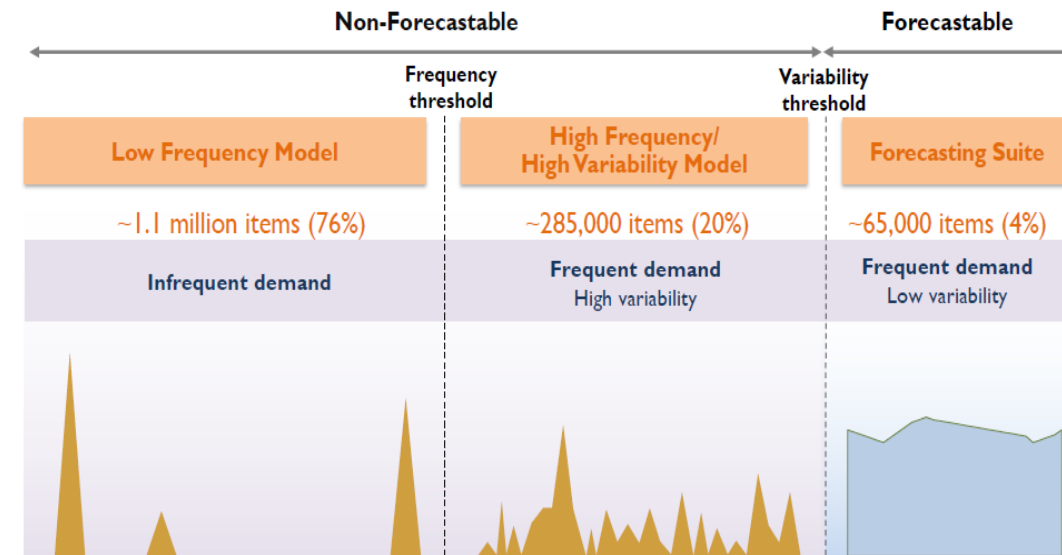 Non-Forecastable
Forecastable
Frequency
threshold
Variability
threshold
Low Frequency Model
High Frequency/
High Variability Model
Forecasting Suite
~1.1 million items (76%)
~285,000 items (20%)
~65,000 items (4%)
Infrequent demand
Frequent demand
High variability
Frequent demand
Low variability